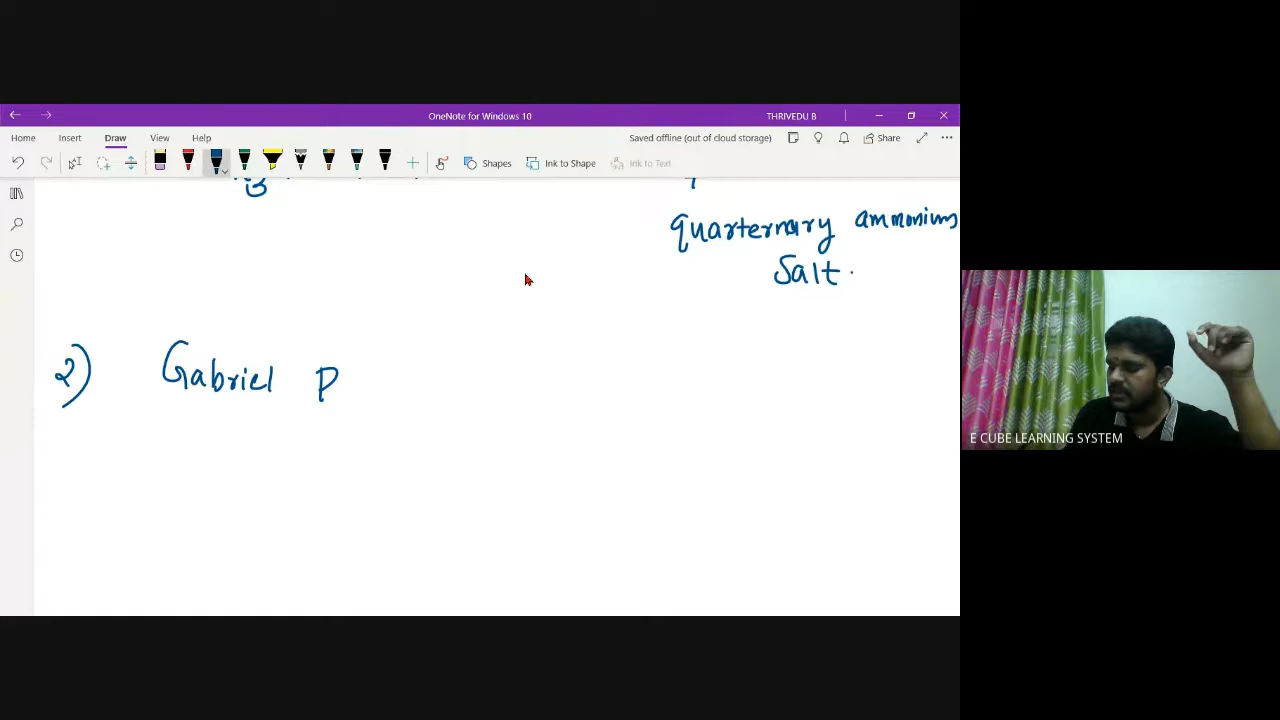 OneNote for Windows 10
THRIVEDU B
Home Insert Draw View Help
Saved offline (out of cloud storage)
Share
Shapes
Ink to Shape
Ink to Text
quarternary ammonium
Salt.
2) Gabriel P
E CUBE LEARNING SYSTEM